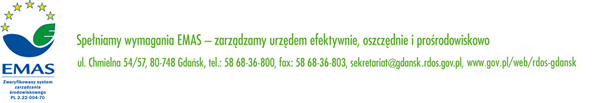 Spełniamy wymagania EMAS – zarządzamy urzędem efektywnie, oszczędnie i prośrodowiskowo
ul. Chmielna 54/57, 80-748 Gdańsk, tel.: 58 68-36-800, fax: 58 68-36-803, sekretariat@gdansk.rdos.gov.pl, www.gov.pl/web/rdos-gdansk
EMAS
Zweryfikowany system
zarządzania
środowiskowego
PL 2.22-004-70